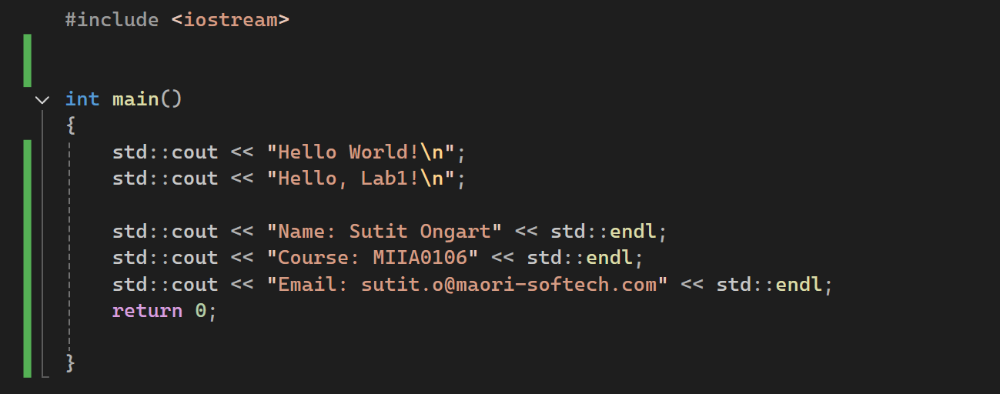 #include <iostream>
int main()
{
std::cout << "Hello World!\n";
std::cout << "Hello, Lab1!\n";
std::cout << "Name: Sutit Ongart" << std::endl;
std::cout << "Course: MIIA0106" << std::endl;
std::cout << "Email: sutit.o@maori-softech.com" << std::endl;
return 0;
}